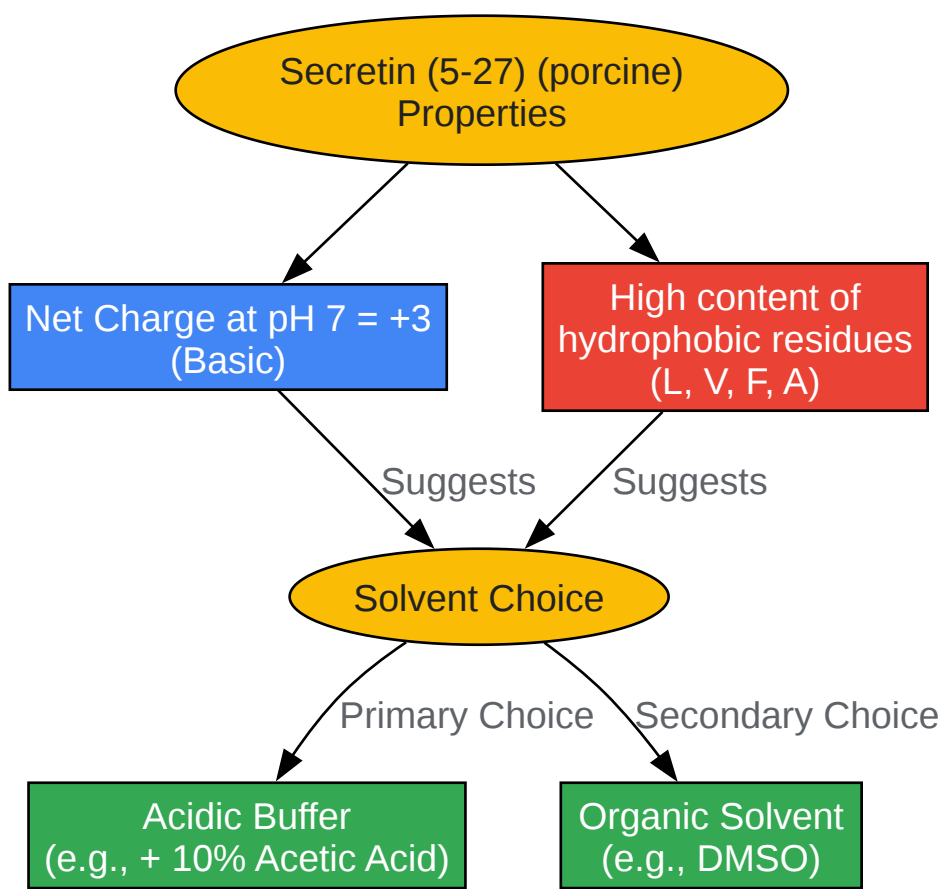 Secretin (5-27) (porcine)
Properties
Net Charge at pH 7 = +3
(Basic)
High content of
hydrophobic residues
(L, V, F, A)
Suggests
Suggests
Solvent Choice
Primary Choice
Secondary Choice
Acidic Buffer
(e.g., + 10% Acetic Acid)
Organic Solvent
(e.g., DMSO)